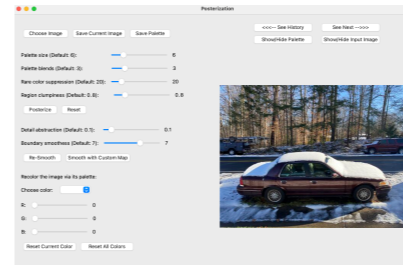 Posterization
Choose Image Save Current Image Save Palette
<<<-- See History See Next -->>>
Show/Hide Palette Show/Hide Input Image
Palette size (Default: 6): 6
Palette blends (Default: 3): 3
Rare color suppression (Default: 20): 20
Region clumpiness (Default: 0.8): 0.8
Posterize Reset
Detail abstraction (Default: 0.1): 0.1
Boundary smoothness (Default: 7): 7
Re-Smooth Smooth with Custom Map
Recolor the image via its palette:
Choose color:
R: 0
G: 0
B: 0
Reset Current Color Reset All Colors